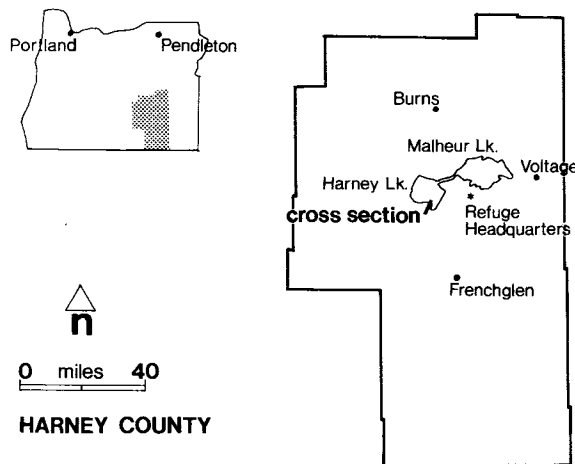 Portland
Pendleton
Burns
Malheur Lk.
Voltage
Harney Lk.
cross section
*
Refuge
Headquarters
Frenchglen
n
0 miles 40
HARNEY COUNTY